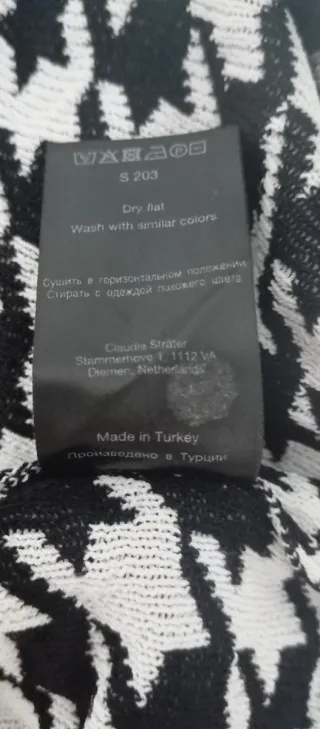 S 203
Dry flat
Wash with similar colors
Сушить в горизонтальном положении
Стирать с одеждой похожего цвета
Claudia Sträter
Stammerhove 1, 1112 VA
Diemen, Netherlands
Made in Turkey
Произведено в Турции